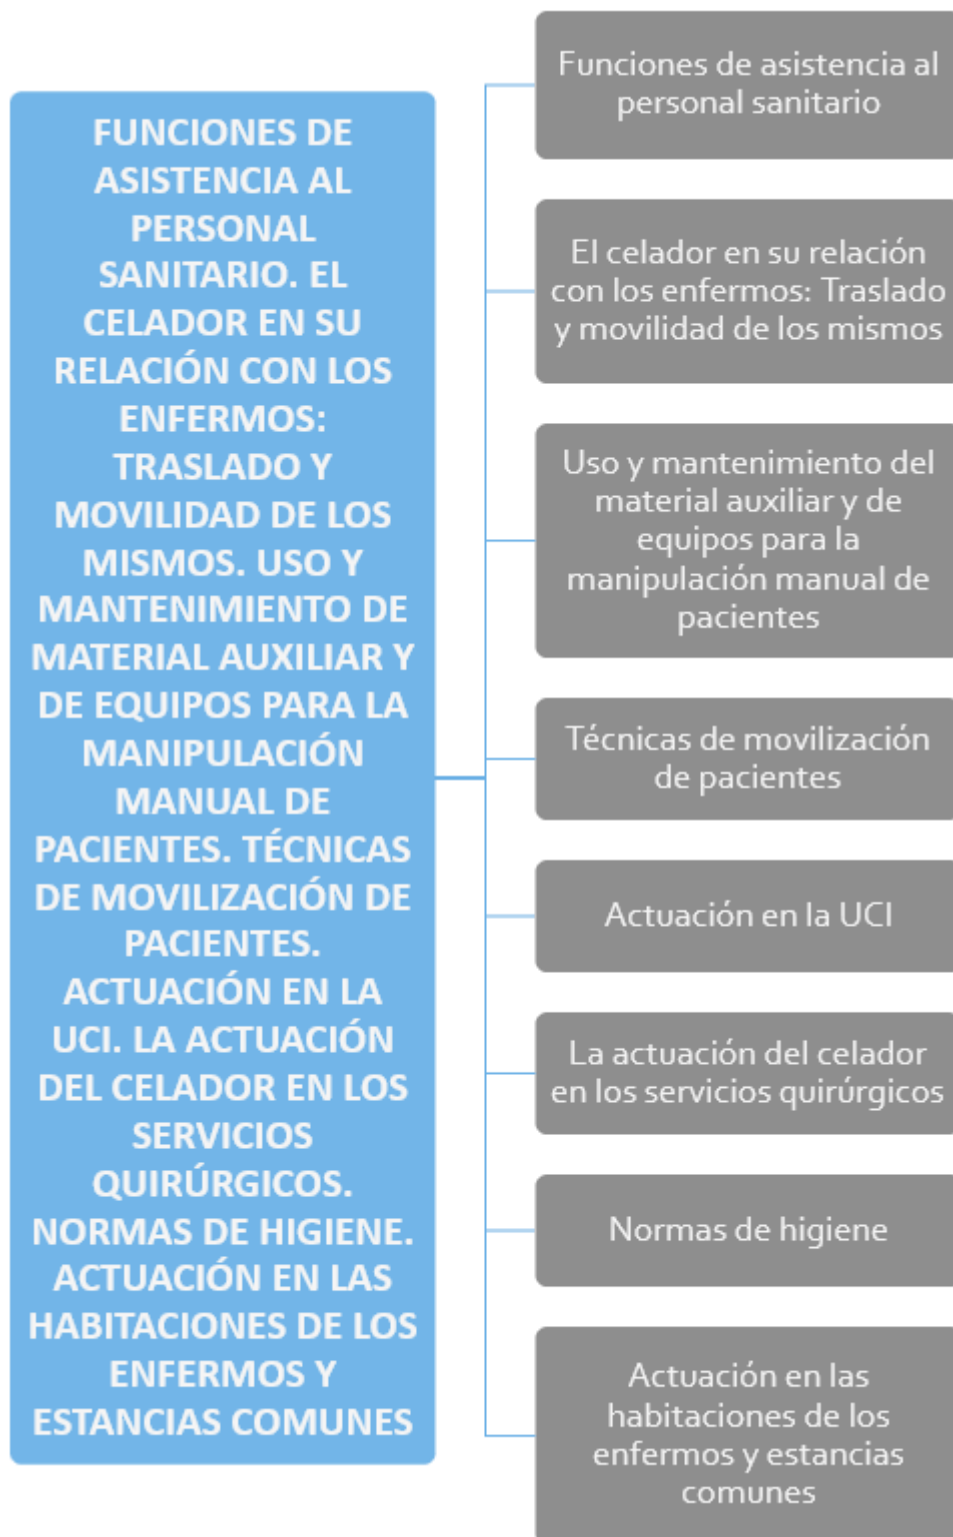 FUNCIONES DE
ASISTENCIA AL
PERSONAL
SANITARIO. EL
CELADOR EN SU
RELACIÓN CON LOS
ENFERMOS:
TRASLADO Y
MOVILIDAD DE LOS
MISMOS. USO Y
MANTENIMIENTO DE
MATERIAL AUXILIAR Y
DE EQUIPOS PARA LA
MANIPULACIÓN
MANUAL DE
PACIENTES. TÉCNICAS
DE MOVILIZACIÓN DE
PACIENTES.
ACTUACIÓN EN LA
UCI. LA ACTUACIÓN
DEL CELADOR EN LOS
SERVICIOS
QUIRÚRGICOS.
NORMAS DE HIGIENE.
ACTUACIÓN EN LAS
HABITACIONES DE LOS
ENFERMOS Y
ESTANCIAS COMUNES
Funciones de asistencia al
personal sanitario
El celador en su relación
con los enfermos: Traslado
y movilidad de los mismos
Uso y mantenimiento del
material auxiliar y de
equipos para la
manipulación manual de
pacientes
Técnicas de movilización
de pacientes
Actuación en la UCI
La actuación del celador
en los servicios quirúrgicos
Normas de higiene
Actuación en las
habitaciones de los
enfermos y estancias
comunes